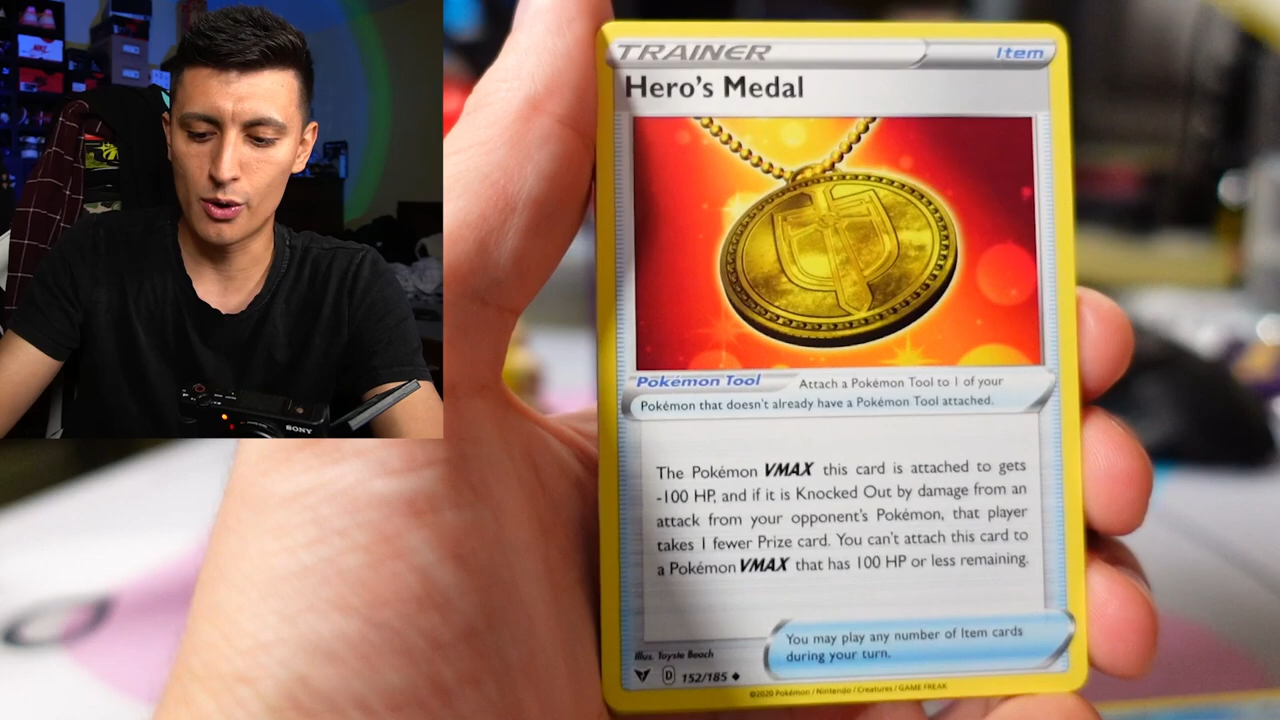 TRAINER Item
Hero's Medal
Pokémon Tool Attach a Pokémon Tool to 1 of your
Pokémon that doesn't already have a Pokémon Tool attached.
The Pokémon VMAX this card is attached to gets
-100 HP, and if it is Knocked Out by damage from an
attack from your opponent's Pokémon, that player
takes 1 fewer Prize card. You can't attach this card to
a Pokémon VMAX that has 100 HP or less remaining.
You may play any number of Item cards
during your turn.
Illus. Toyste Beach
D 152/185
©2020 Pokémon / Nintendo / Creatures / GAME FREAK
SONY